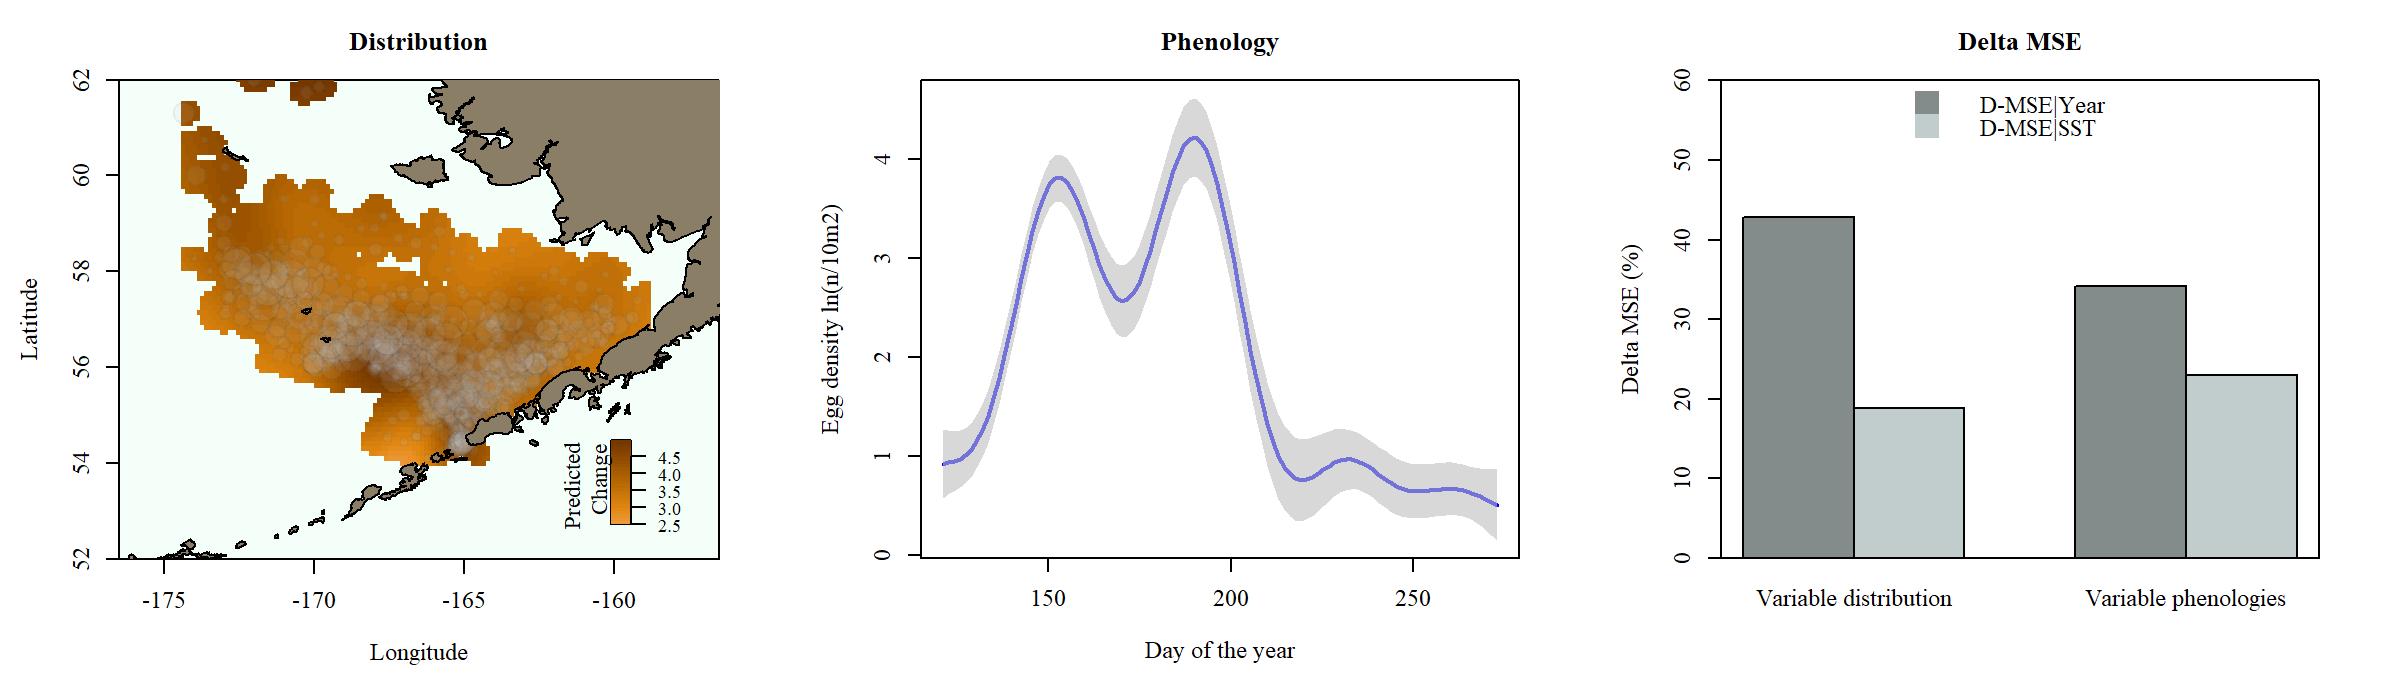 Distribution
Latitude
62
60
58
56
54
52
-175 -170 -165 -160
Longitude
Predicted
Change
4.5
4.0
3.5
3.0
2.5
Phenology
Egg density ln(n/10m2)
4
3
2
1
0
150 200 250
Day of the year
Delta MSE
Delta MSE (%)
60
50
40
30
20
10
0
D-MSE|Year
D-MSE|SST
Variable distribution Variable phenologies